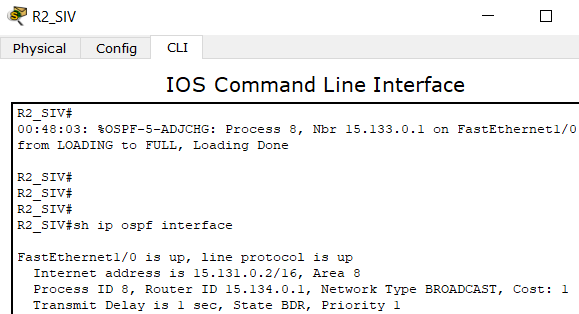 R2_SIV
Physical Config CLI
IOS Command Line Interface
R2_SIV#
00:48:03: %OSPF-5-ADJCHG: Process 8, Nbr 15.133.0.1 on FastEthernet1/0
from LOADING to FULL, Loading Done
R2_SIV#
R2_SIV#
R2_SIV#
R2_SIV#sh ip ospf interface
FastEthernet1/0 is up, line protocol is up
Internet address is 15.131.0.2/16, Area 8
Process ID 8, Router ID 15.134.0.1, Network Type BROADCAST, Cost: 1
Transmit Delay is 1 sec, State BDR, Priority 1